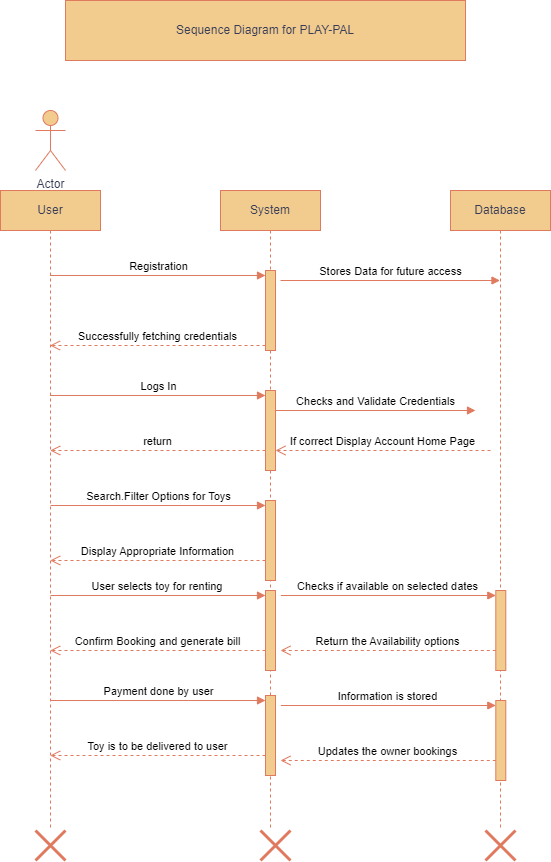 Sequence Diagram for PLAY-PAL
Actor
User
System
Database
Registration
Stores Data for future access
Successfully fetching credentials
Logs In
Checks and Validate Credentials
return
If correct Display Account Home Page
Search.Filter Options for Toys
Display Appropriate Information
User selects toy for renting
Checks if available on selected dates
Confirm Booking and generate bill
Return the Availability options
Payment done by user
Information is stored
Toy is to be delivered to user
Updates the owner bookings